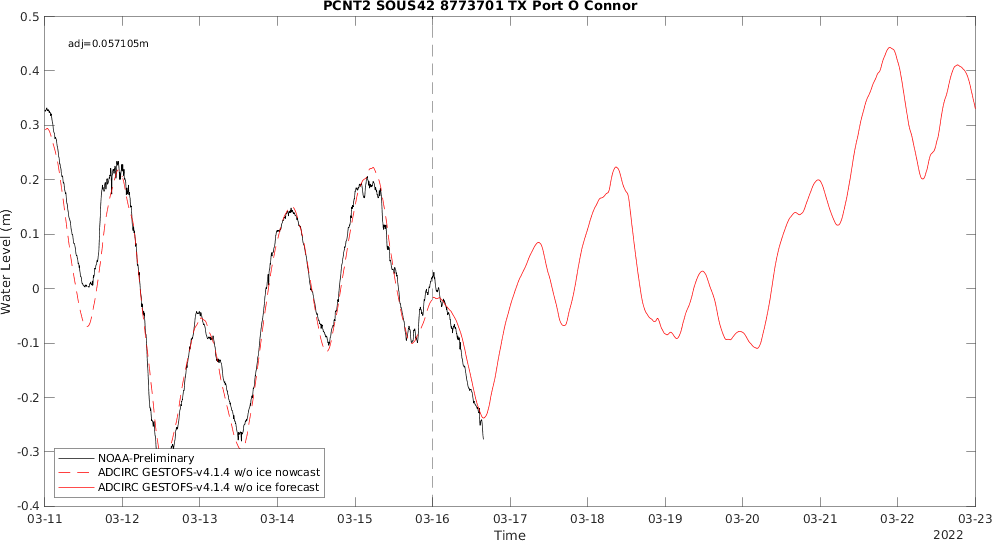 PCNT2 SOUS42 8773701 TX Port O Connor
adj=0.057105m
Water Level (m)
0.5
0.4
0.3
0.2
0.1
0
-0.1
-0.2
-0.3
-0.4
NOAA-Preliminary
ADCIRC GESTOFS-v4.1.4 w/o ice nowcast
ADCIRC GESTOFS-v4.1.4 w/o ice forecast
03-11 03-12 03-13 03-14 03-15 03-16 03-17 03-18 03-19 03-20 03-21 03-22 03-23
Time
2022